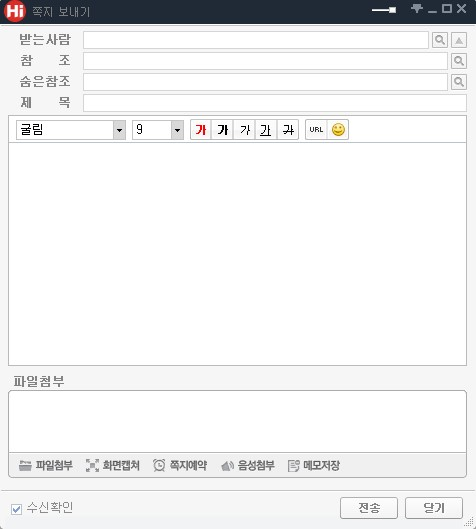 Hi 쪽지 보내기
받는사람
참 조
숨은참조
제 목
굴림 9 가 가 가 가 가 URL
파일첨부
파일첨부 화면캡쳐 쪽지예약 음성첨부 메모저장
수신확인 전송 닫기